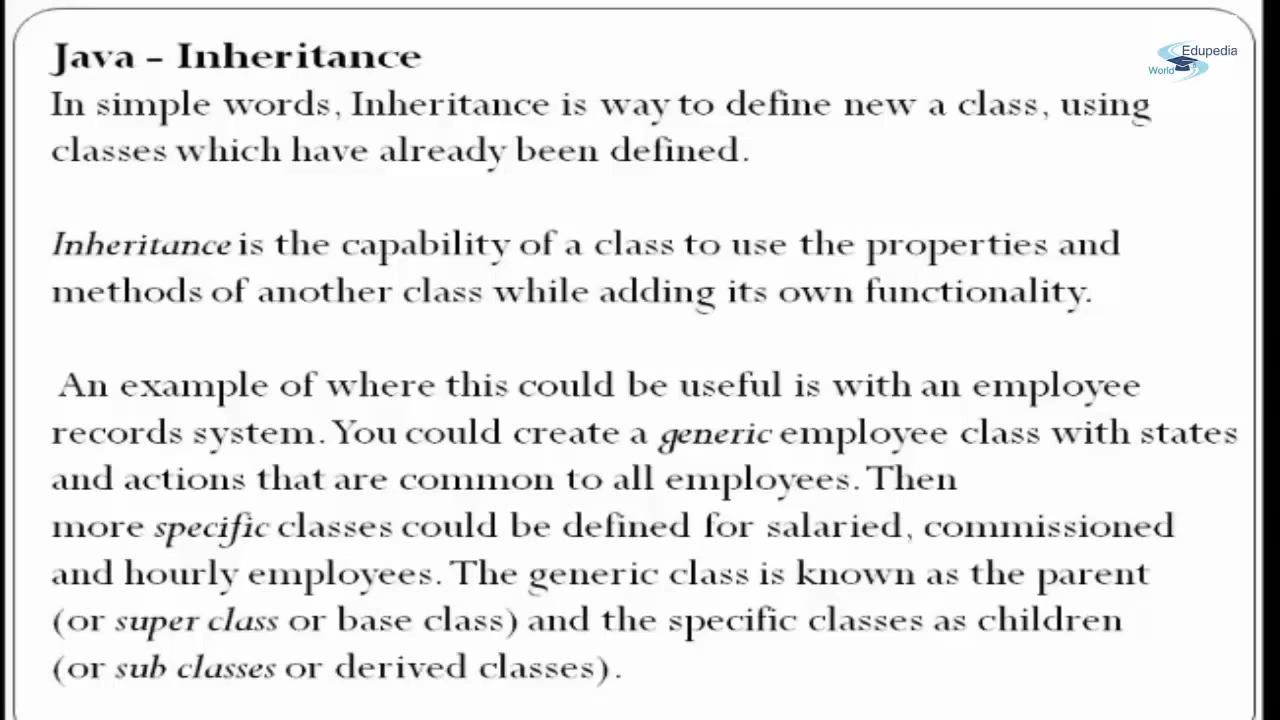 Java – Inheritance
Edupedia
World
In simple words, Inheritance is way to define new a class, using
classes which have already been defined.
Inheritance is the capability of a class to use the properties and
methods of another class while adding its own functionality.
An example of where this could be useful is with an employee
records system. You could create a generic employee class with states
and actions that are common to all employees. Then
more specific classes could be defined for salaried, commissioned
and hourly employees. The generic class is known as the parent
(or super class or base class) and the specific classes as children
(or sub classes or derived classes).